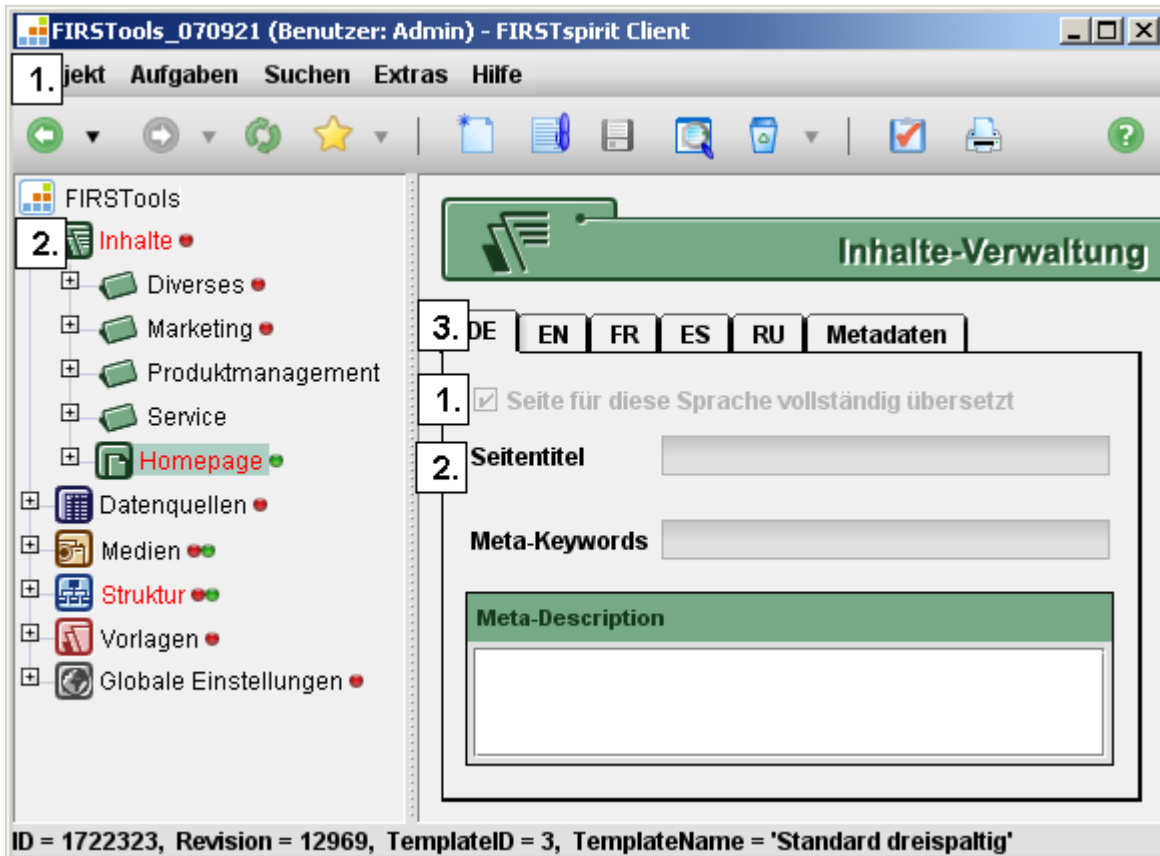 FIRSTools_070921 (Benutzer: Admin) - FIRSTspirit Client
1. jekt Aufgaben Suchen Extras Hilfe
FIRSTools
2. Inhalte
Diverses
Marketing
Produktmanagement
Service
Homepage
Datenquellen
Medien
Struktur
Vorlagen
Globale Einstellungen
Inhalte-Verwaltung
3. DE EN FR ES RU Metadaten
1. Seite für diese Sprache vollständig übersetzt
2. Seitentitel
Meta-Keywords
Meta-Description
ID = 1722323, Revision = 12969, TemplateID = 3, TemplateName = 'Standard dreispaltig'